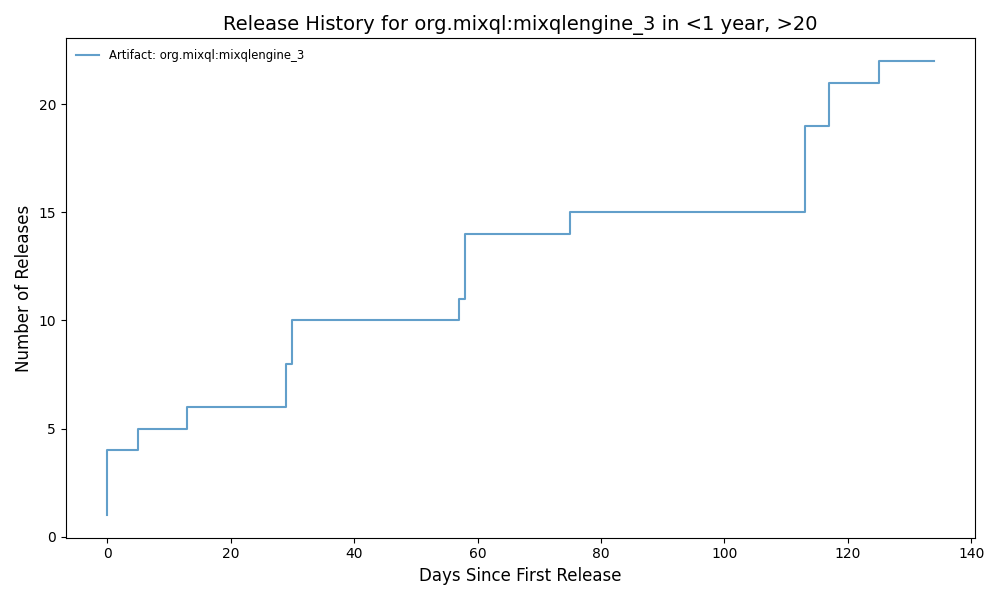 Release History for org.mixql:mixqlengine_3 in <1 year, >20
Artifact: org.mixql:mixqlengine_3
Number of Releases
20
15
10
5
0
0 20 40 60 80 100 120 140
Days Since First Release